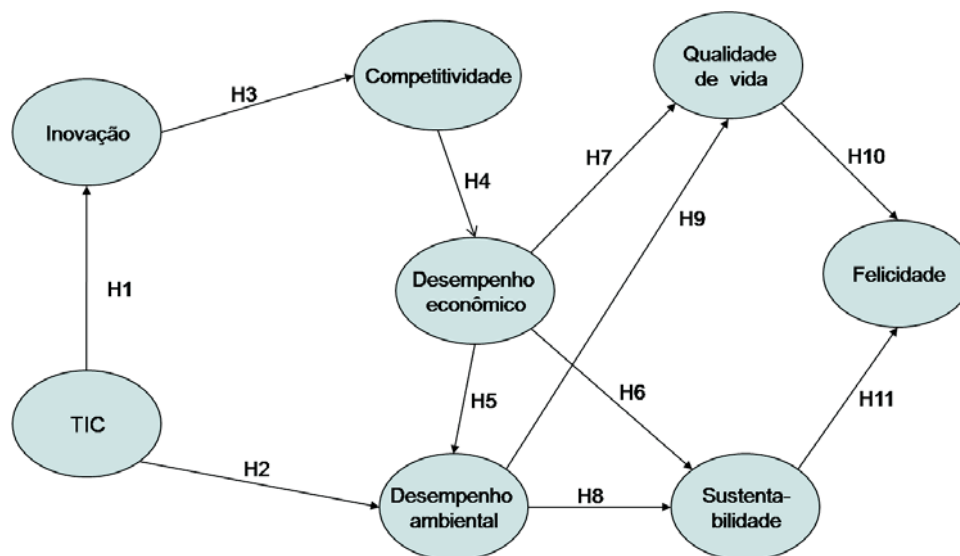 Competitividade
Qualidade
de vida
H3
Inovação
H7
H10
H4
H9
Desempenho
econômico
Felicidade
H1
H5
H6
H11
TIC
H2
Desempenho
ambiental
H8
Sustenta-
bilidade